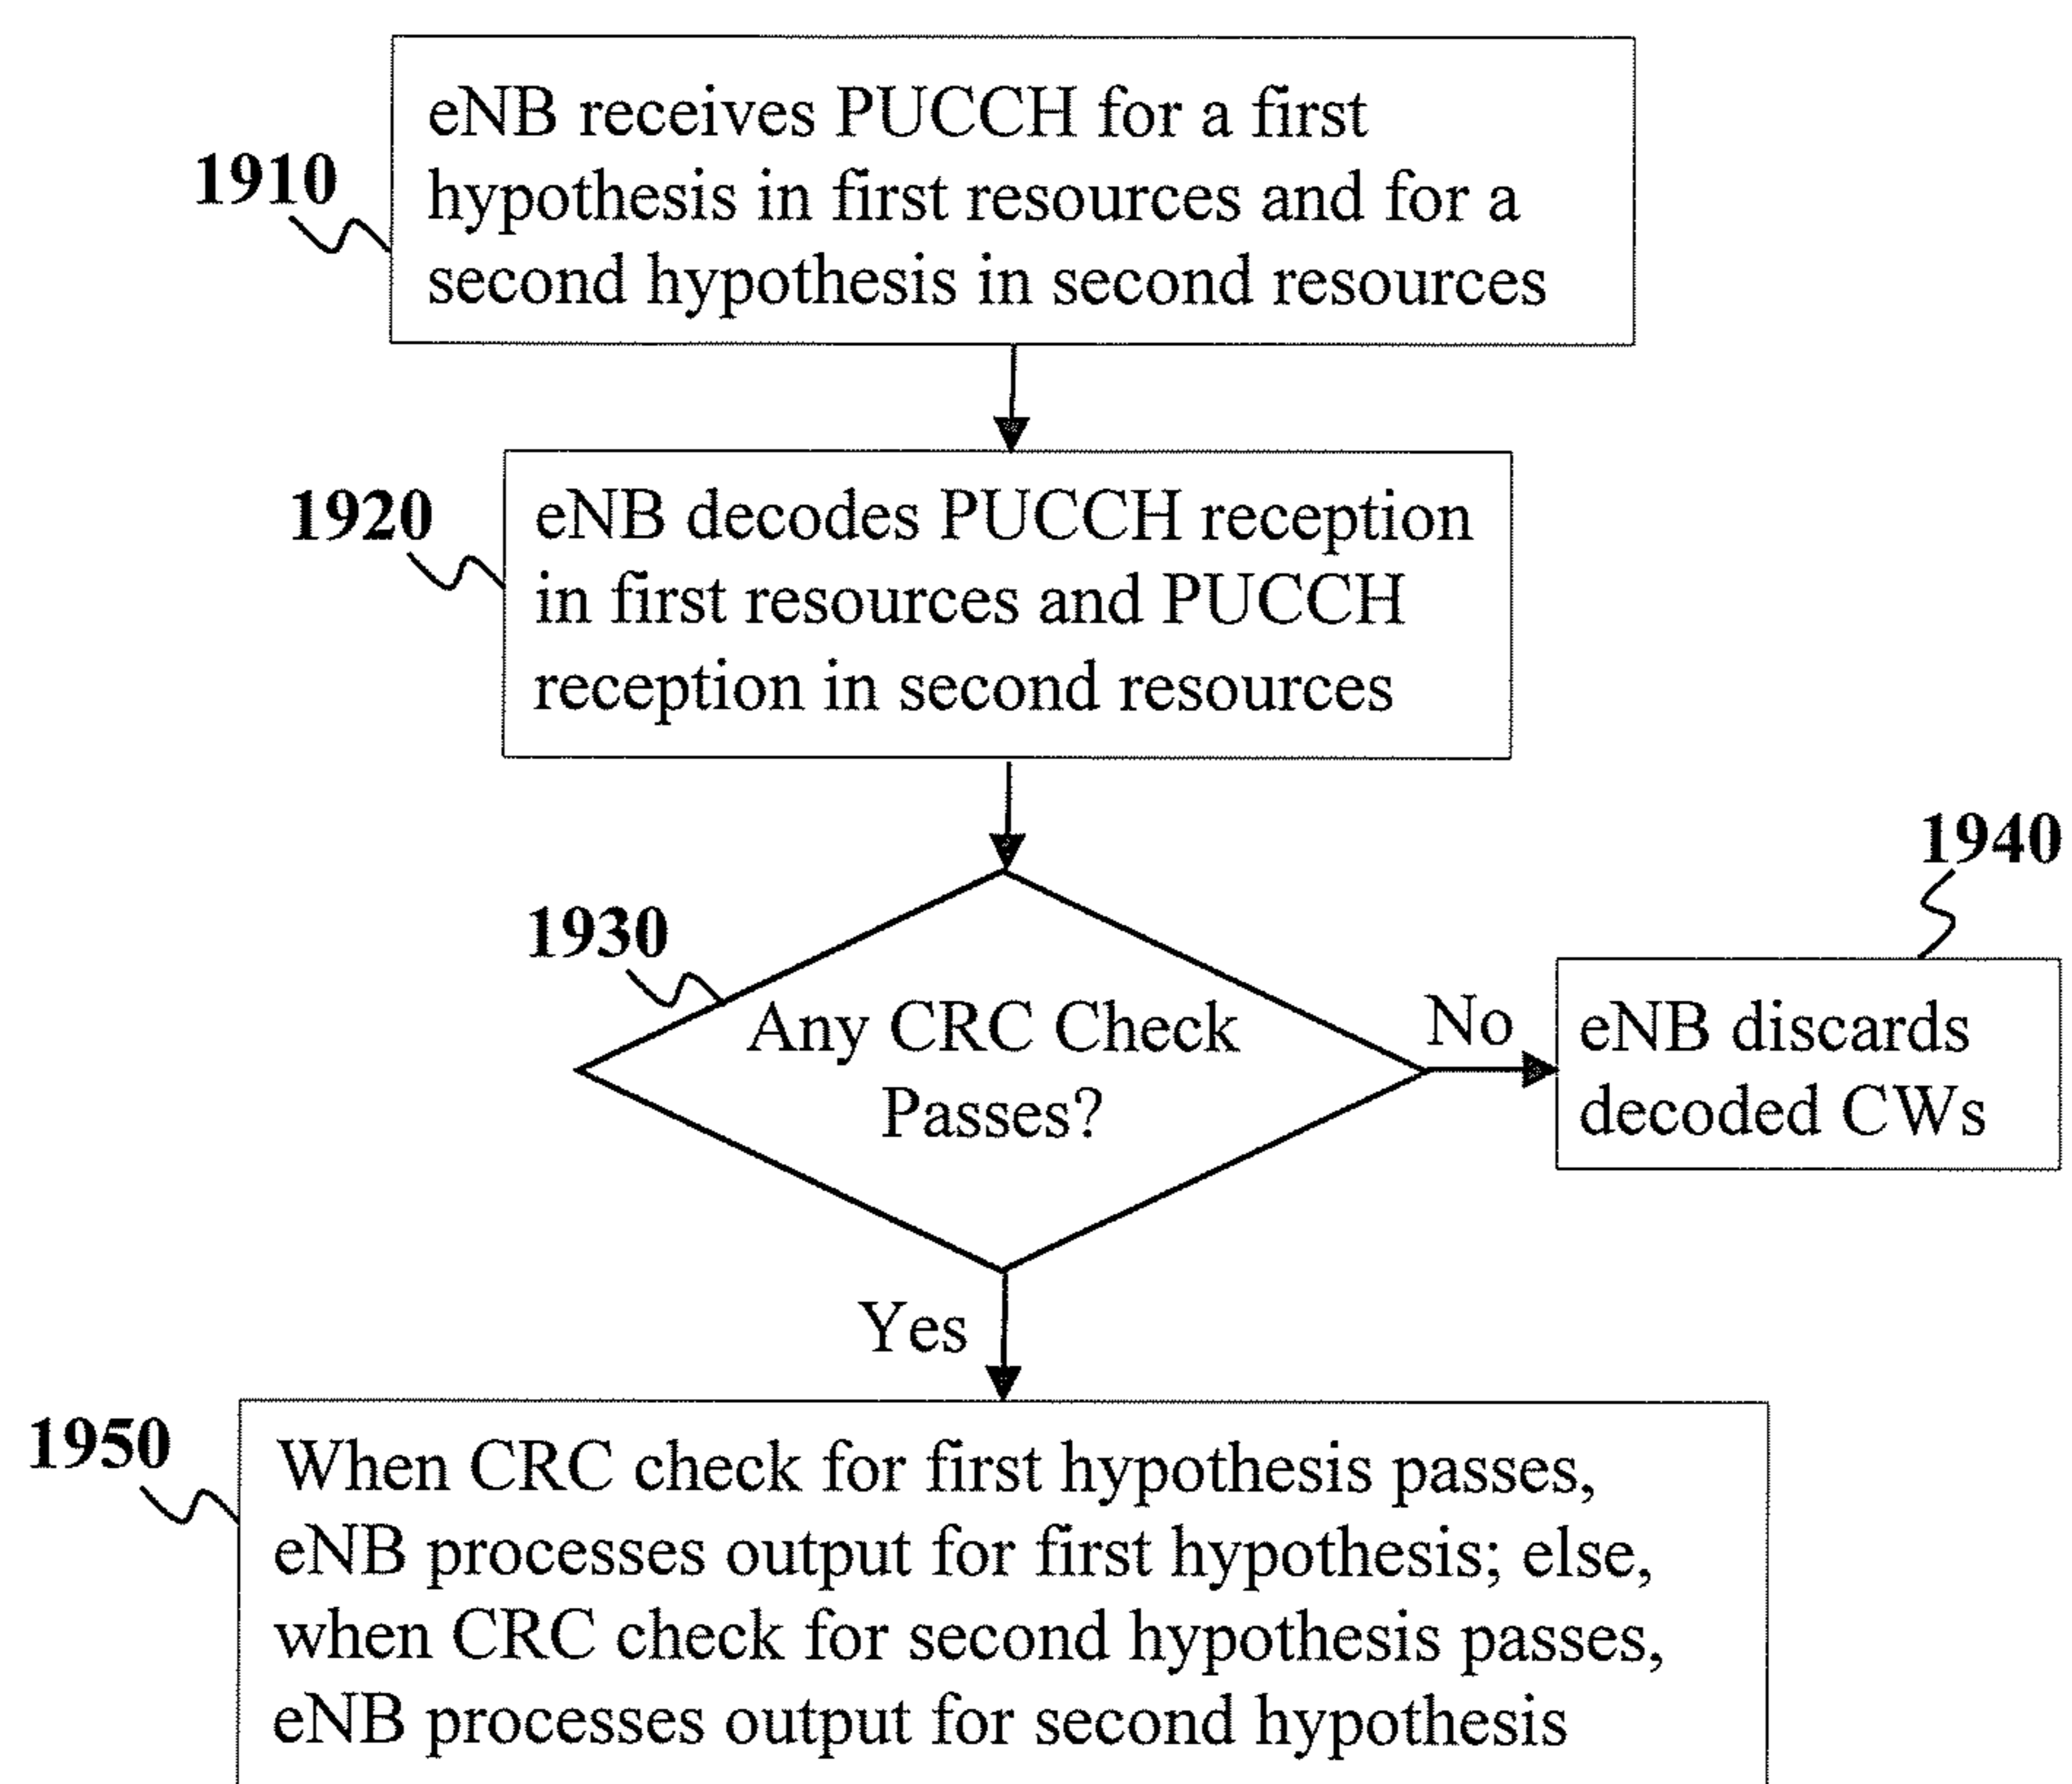 eNB receives PUCCH for a first
hypothesis in first resources and for a
second hypothesis in second resources
1910
1920
eNB decodes PUCCH reception
in first resources and PUCCH
reception in second resources
1930
Any CRC Check
Passes?
No
1940
eNB discards
decoded CWs
Yes
1950
When CRC check for first hypothesis passes,
eNB processes output for first hypothesis; else,
when CRC check for second hypothesis passes,
eNB processes output for second hypothesis